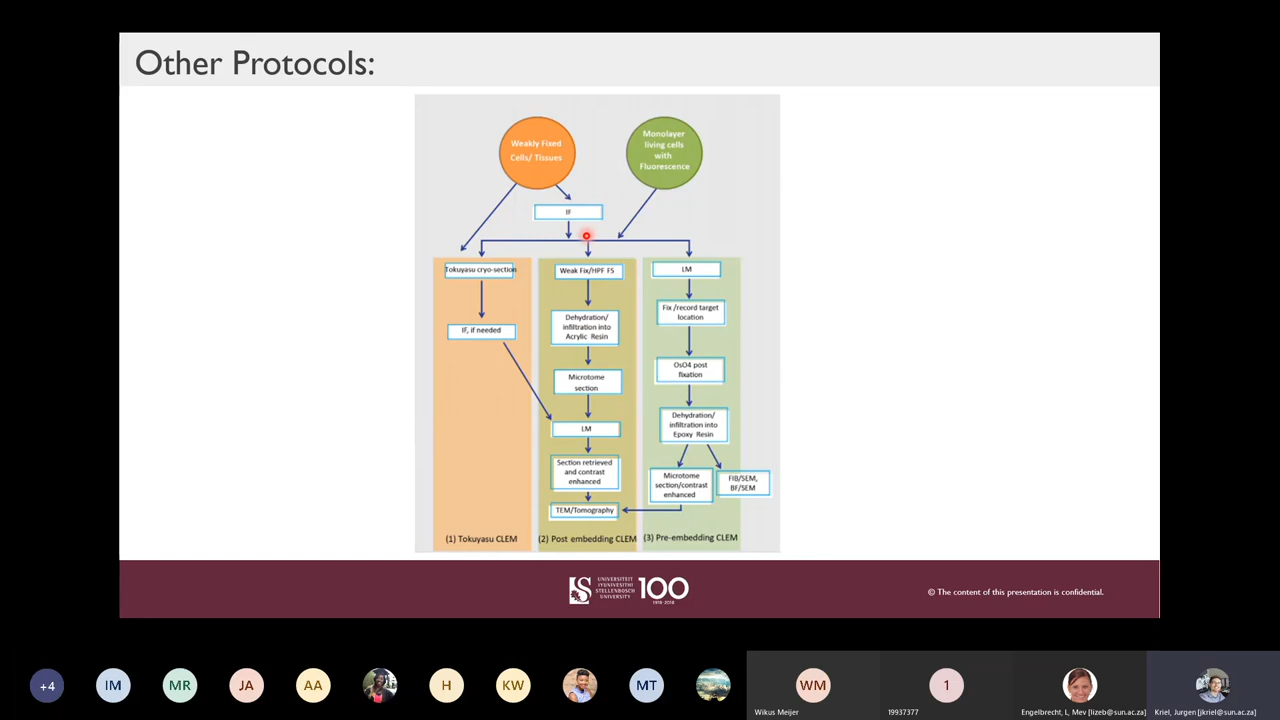 Other Protocols:
Weakly Fixed
Cells/ Tissues
Monolayer
living cells
with
Fluorescence
IF
Tokuyasu cryo-section
IF, if needed
(1) Tokuyasu CLEM
Weak Fix/HPF FS
Dehydration/
infiltration into
Acrylic Resin
Microtome
section
LM
Section retrieved
and contrast
enhanced
TEM/Tomography
(2) Post embedding CLEM
LM
Fix /record target
location
OsO4 post
fixation
Dehydration/
infiltration into
Epoxy Resin
Microtome
section/contrast
enhanced
FIB/SEM,
BF/SEM
(3) Pre-embedding CLEM
UNIVERSITEIT
IYUNIVESITHI
STELLENBOSCH
UNIVERSITY
100
1918-2018
© The content of this presentation is confidential.
+4
IM
MR
JA
AA
H
KW
MT
WM
1
Wikus Meijer
19937377
Engelbrecht, L, Mev [lizeb@sun.ac.za]
Kriel, Jurgen [jkriel@sun.ac.za]